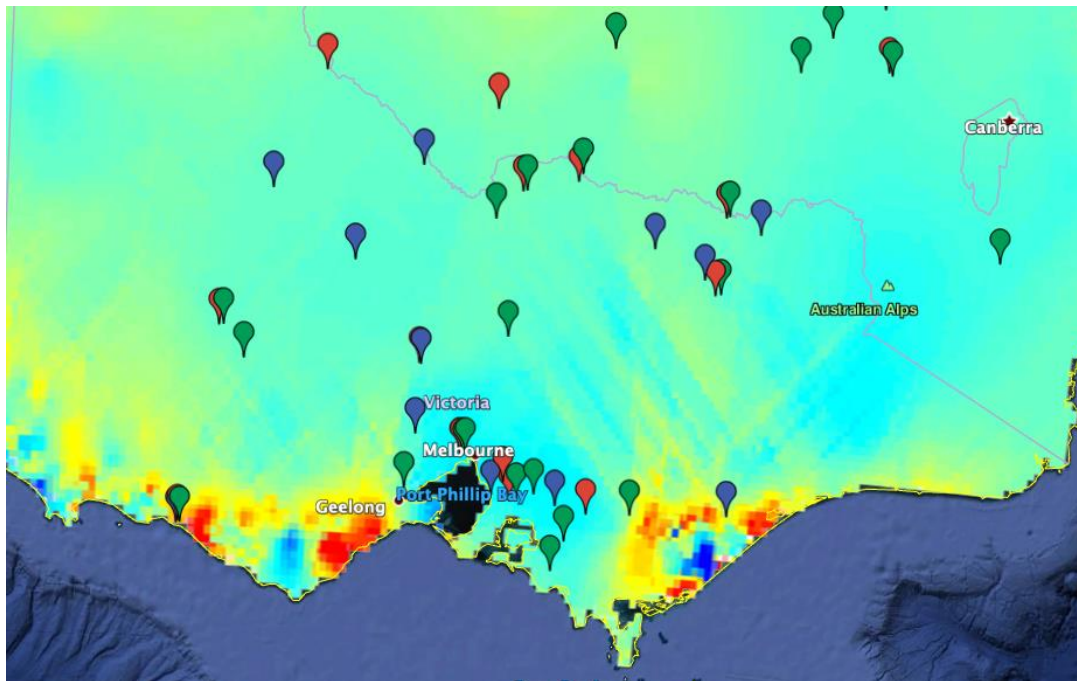 Canberra
Australian Alps
Victoria
Melbourne
Port Phillip Bay
Geelong